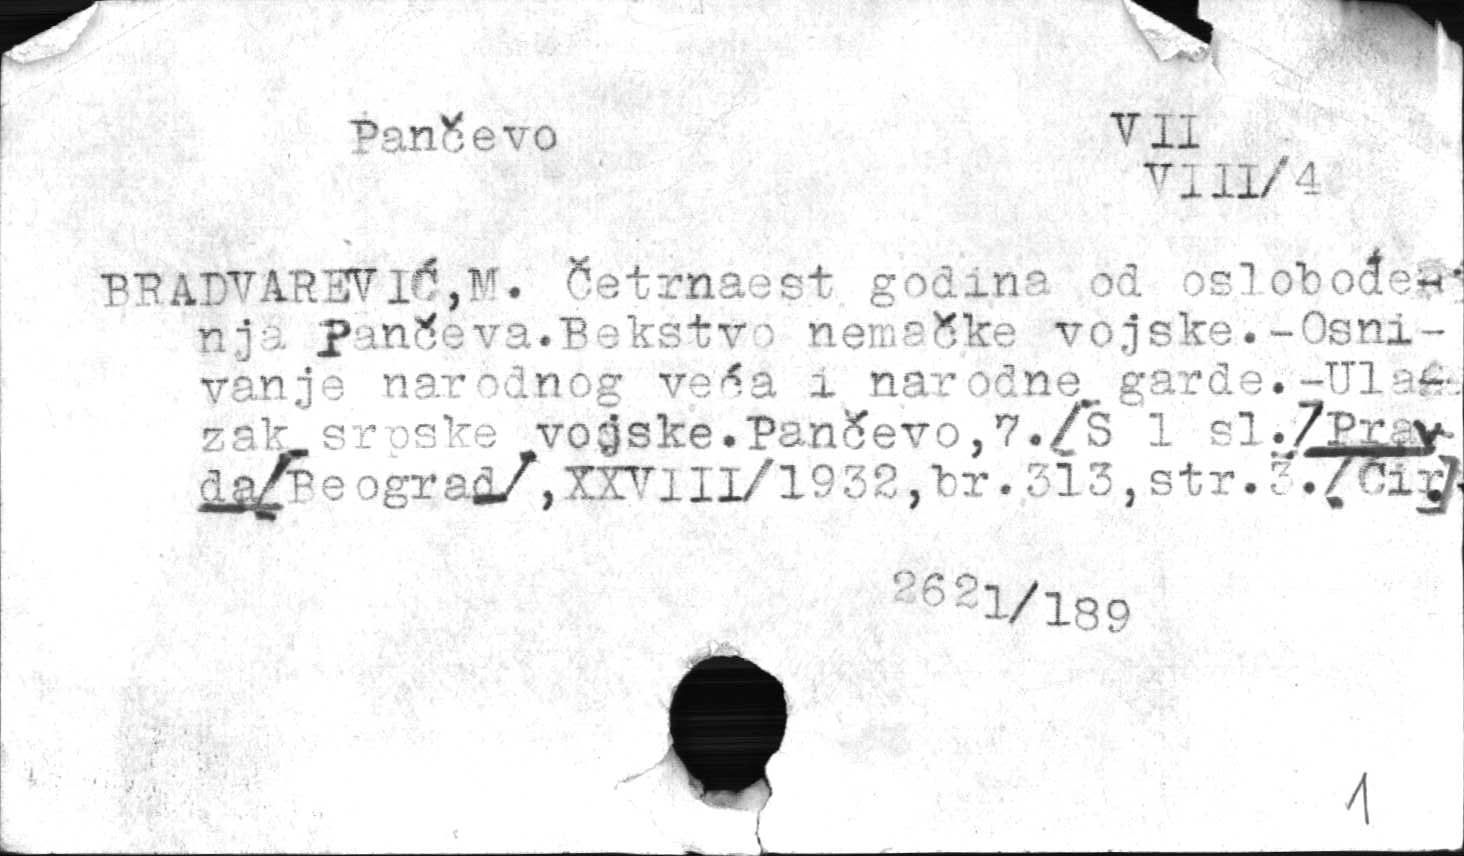 Pančevo
VII
VIII/4
BRADVAREVIĆ,M. Četrnaest godina od oslobođe-
nja Pančeva.Bekstvo nemačke vojske.-Osni-
vanje narodnog veća i narodne garde.-Ula-
zak srpske vojske.Pančevo,7./S 1 sl./Prav-
da/Beograd/,XXVIII/1932,br.313,str.3./Ćir/.
2621/189
1